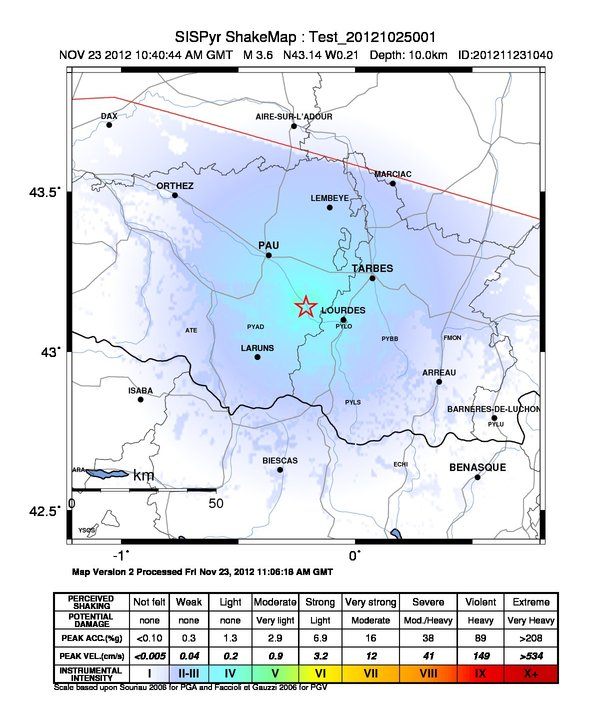 SISPyr ShakeMap : Test_20121025001
NOV 23 2012 10:40:44 AM GMT M 3.6 N43.14 W0.21 Depth: 10.0km ID:201211231040
DAX
AIRE-SUR-L'ADOUR
MARCIAC
43.5°
ORTHEZ
LEMBEYE
PAU
TARBES
LOURDES
ATE
PYAD
PYLO
PYBB
FMON
43°
LARUNS
ARREAU
ISABA
PYLS
BARNERES-DE-LUCHON
PYLU
BIESCAS
ECHI
BENASQUE
ARA
km
0 50
42.5°
YSOS
-1° 0°
Map Version 2 Processed Fri Nov 23, 2012 11:06:18 AM GMT
PERCEIVED SHAKING Not felt Weak Light Moderate Strong Very strong Severe Violent Extreme
POTENTIAL DAMAGE none none none Very light Light Moderate Mod./Heavy Heavy Very Heavy
PEAK ACC.(%g) <0.10 0.3 1.3 2.9 6.9 16 38 89 >208
PEAK VEL.(cm/s) <0.005 0.04 0.2 0.9 3.2 12 41 149 >534
INSTRUMENTAL INTENSITY I II-III IV V VI VII VIII IX X+
Scale based upon Souriau 2006 for PGA and Faccioli et Gauzzi 2006 for PGV